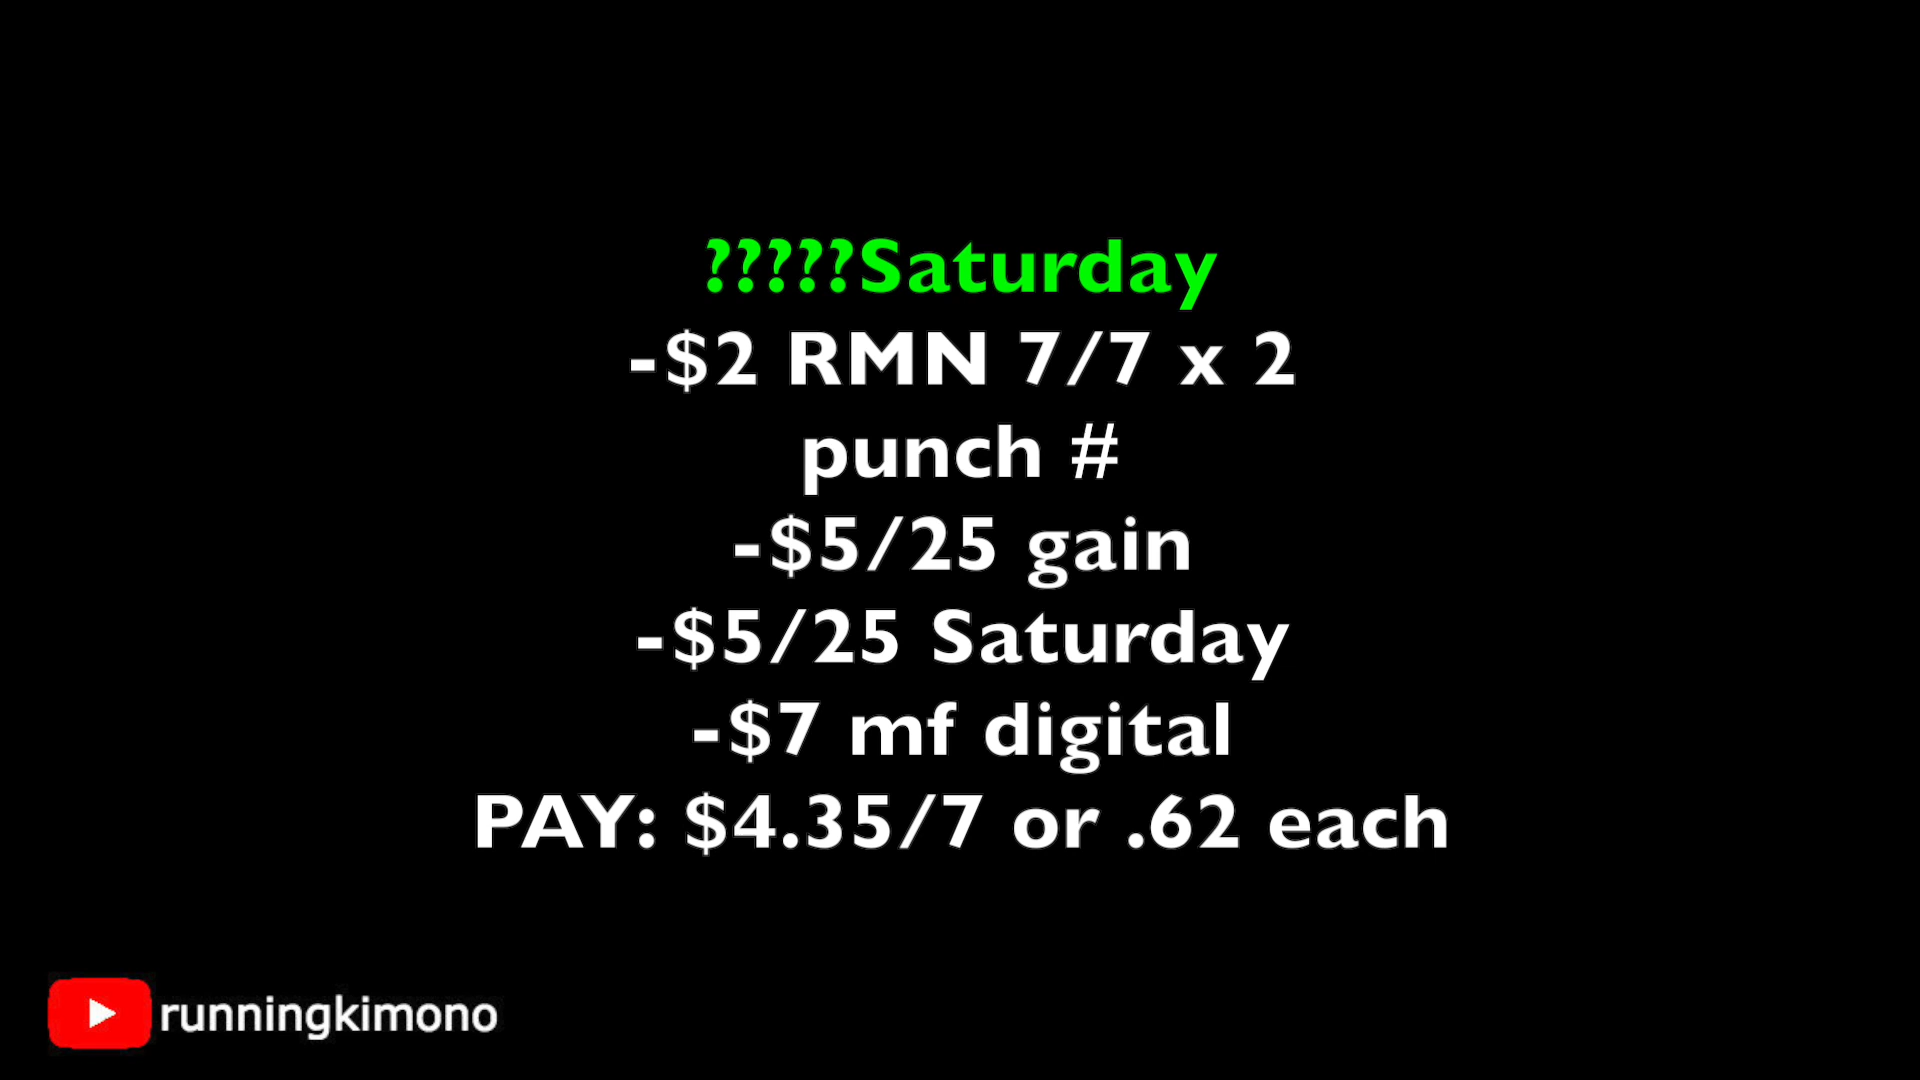 ?????Saturday
-$2 RMN 7/7 x 2
punch #
-$5/25 gain
-$5/25 Saturday
-$7 mf digital
PAY: $4.35/7 or .62 each
runningkimono